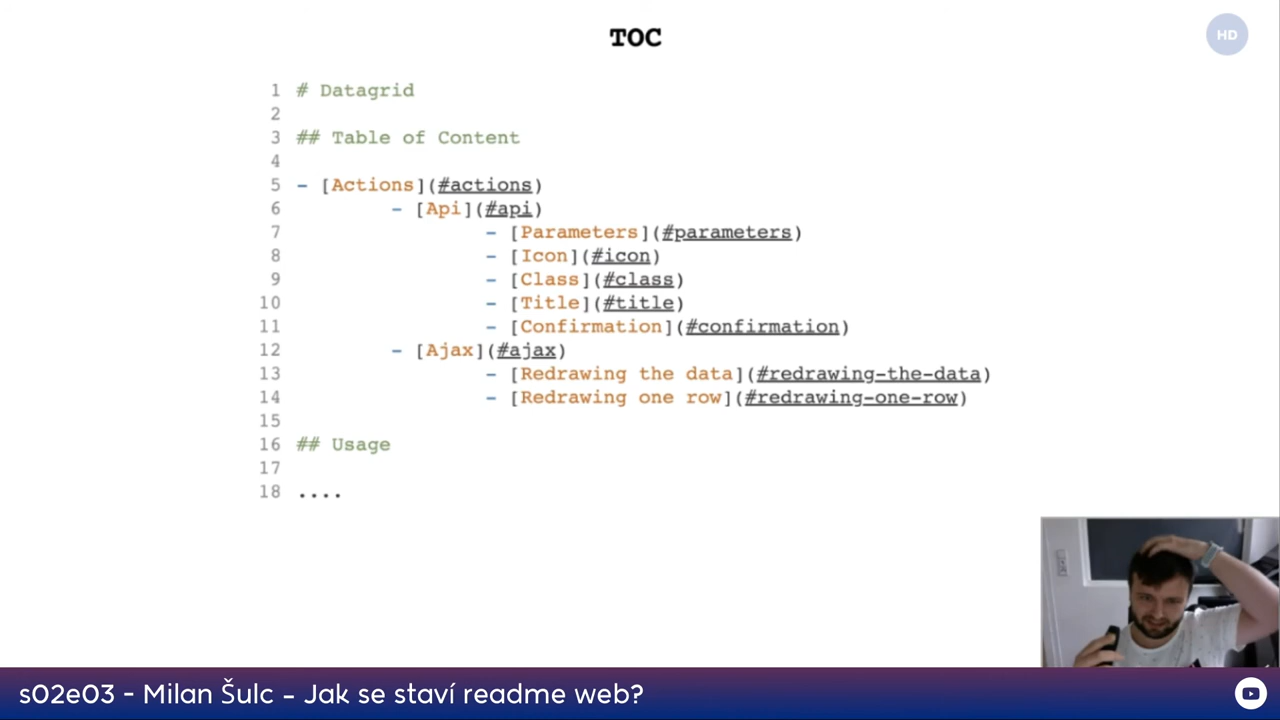 TOC
HD
1 # Datagrid
2
3 ## Table of Content
4
5 - [Actions](#actions)
6 - [Api](#api)
7 - [Parameters](#parameters)
8 - [Icon](#icon)
9 - [Class](#class)
10 - [Title](#title)
11 - [Confirmation](#confirmation)
12 - [Ajax](#ajax)
13 - [Redrawing the data](#redrawing-the-data)
14 - [Redrawing one row](#redrawing-one-row)
15
16 ## Usage
17
18 ....
s02e03 - Milan Šulc - Jak se staví readme web?